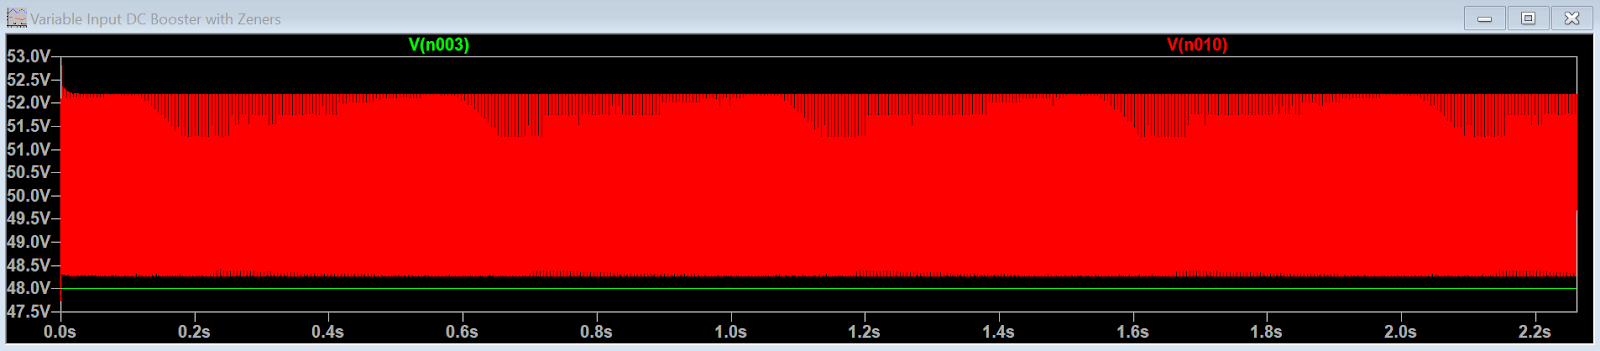 Variable Input DC Booster with Zeners
V(n003) V(n010)
53.0V
52.5V
52.0V
51.5V
51.0V
50.5V
50.0V
49.5V
49.0V
48.5V
48.0V
47.5V
0.0s 0.2s 0.4s 0.6s 0.8s 1.0s 1.2s 1.4s 1.6s 1.8s 2.0s 2.2s